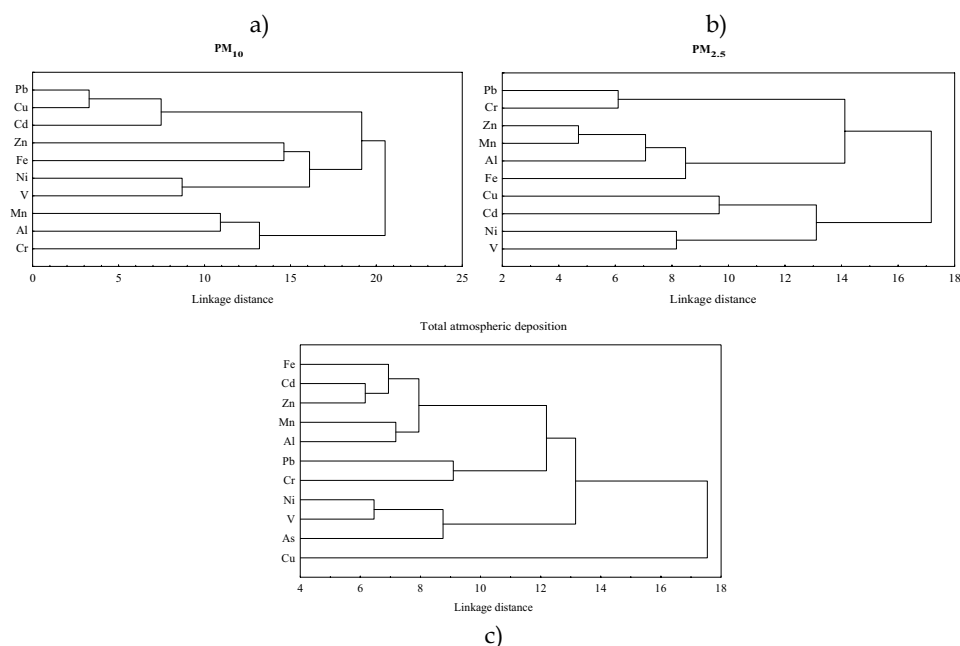 a)
PM10
Pb
Cu
Cd
Zn
Fe
Ni
V
Mn
Al
Cr
0 5 10 15 20 25
Linkage distance
b)
PM2.5
Pb
Cr
Zn
Mn
Al
Fe
Cu
Cd
Ni
V
2 4 6 8 10 12 14 16 18
Linkage distance
Total atmospheric deposition
Fe
Cd
Zn
Mn
Al
Pb
Cr
Ni
V
As
Cu
4 6 8 10 12 14 16 18
Linkage distance
c)